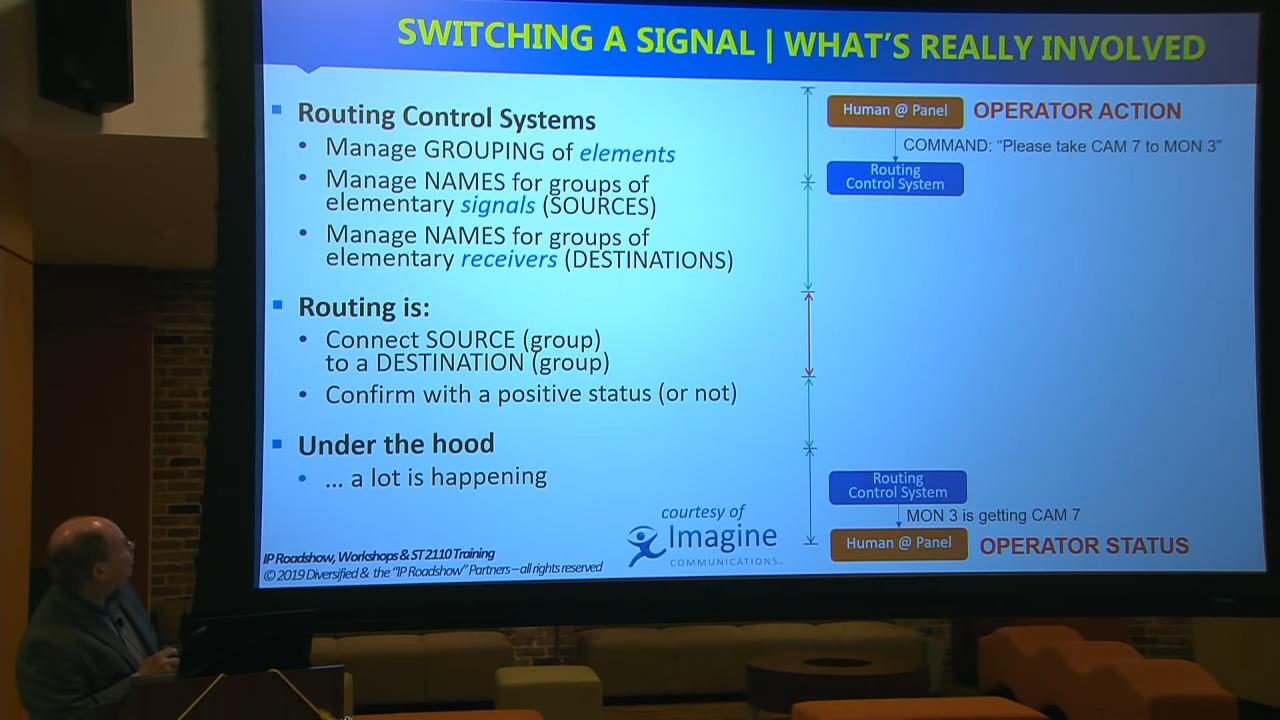 SWITCHING A SIGNAL | WHAT'S REALLY INVOLVED
Routing Control Systems
• Manage GROUPING of elements
• Manage NAMES for groups of
elementary signals (SOURCES)
• Manage NAMES for groups of
elementary receivers (DESTINATIONS)
Routing is:
• Connect SOURCE (group)
to a DESTINATION (group)
• Confirm with a positive status (or not)
Under the hood
• ... a lot is happening
Human @ Panel
OPERATOR ACTION
COMMAND: "Please take CAM 7 to MON 3"
Routing
Control System
Routing
Control System
MON 3 is getting CAM 7
Human @ Panel
OPERATOR STATUS
courtesy of
Imagine
COMMUNICATIONS
IP Roadshow, Workshops & ST 2110 Training
© 2019 Diversified & the "IP Roadshow" Partners – all rights reserved